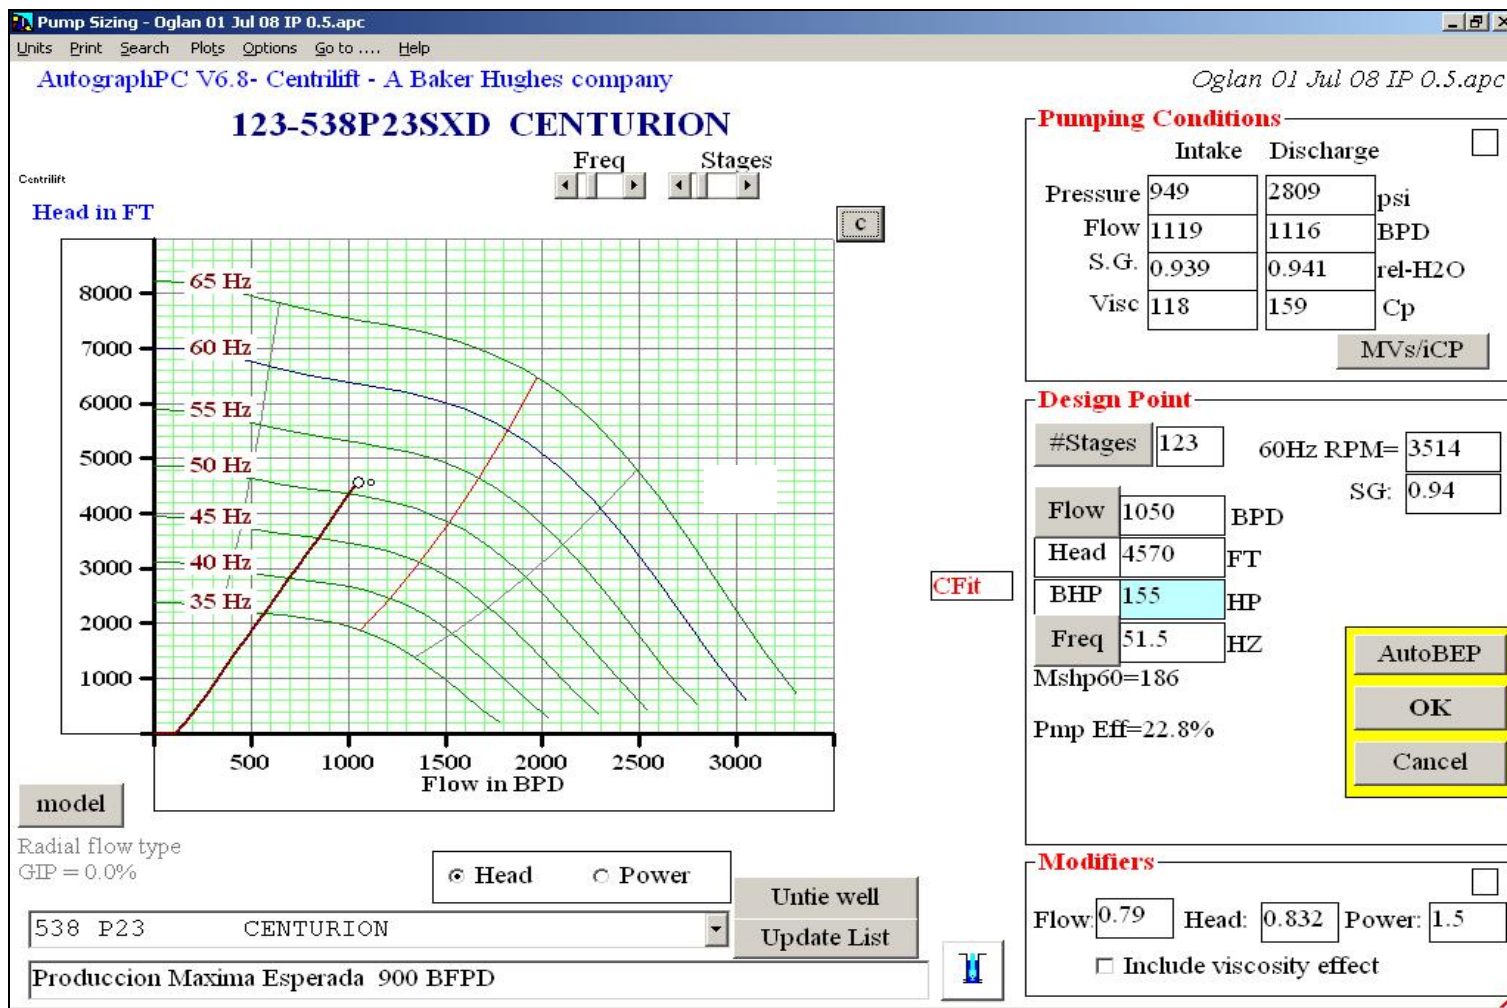 Pump Sizing - Oglan 01 Jul 08 IP 0.5.apc
Units Print Search Plots Options Go to .... Help
AutographPC V6.8- Centrilift - A Baker Hughes company
Oglan 01 Jul 08 IP 0.5.apc
123-538P23SXD CENTURION
Freq Stages
Centrilift
Head in FT
c
65 Hz
8000
60 Hz
7000
6000
55 Hz
5000
50 Hz
4000
45 Hz
40 Hz
3000
35 Hz
2000
1000
500 1000 1500 2000 2500 3000
Flow in BPD
model
Radial flow type
GIP = 0.0%
Head Power
Untie well
Update List
538 P23 CENTURION
Produccion Maxima Esperada 900 BFPD
CFit
Pumping Conditions
Intake Discharge
Pressure 949 2809 psi
Flow 1119 1116 BPD
S.G. 0.939 0.941 rel-H2O
Visc 118 159 Cp
MVs/iCP
Design Point
#Stages 123 60Hz RPM= 3514
SG: 0.94
Flow 1050 BPD
Head 4570 FT
BHP 155 HP
Freq 51.5 HZ
Mshp60=186
Pmp Eff=22.8%
AutoBEP
OK
Cancel
Modifiers
Flow: 0.79 Head: 0.832 Power: 1.5
Include viscosity effect